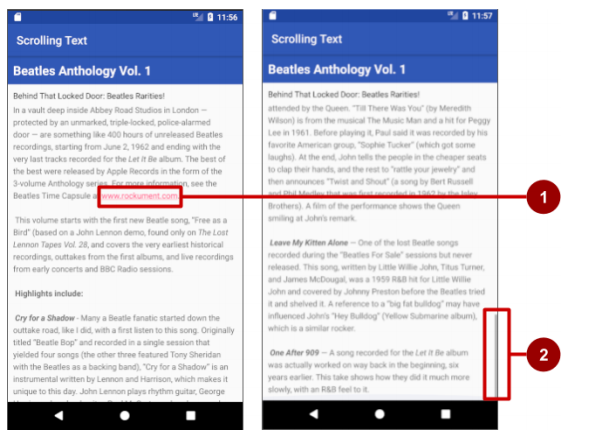 11:56
Scrolling Text
Beatles Anthology Vol. 1
Behind That Locked Door: Beatles Rarities!
In a vault deep inside Abbey Road Studios in London —
protected by an unmarked, triple-locked, police-alarmed
door — are something like 400 hours of unreleased Beatles
recordings, starting from June 2, 1962 and ending with the
very last tracks recorded for the Let It Be album. The best of
the best were released by Apple Records in the form of the
3-volume Anthology series. For more information, see the
Beatles Time Capsule at www.rockument.com.
This volume starts with the first new Beatle song, "Free as a
Bird" (based on a John Lennon demo, found only on The Lost
Lennon Tapes Vol. 28, and covers the very earliest historical
recordings, outtakes from the first albums, and live recordings
from early concerts and BBC Radio sessions.
Highlights include:
Cry for a Shadow - Many a Beatle fanatic started down the
outtake road, like I did, with a first listen to this song. Originally
titled "Beatle Bop" and recorded in a single session that
yielded four songs (the other three featured Tony Sheridan
with the Beatles as a backing band), "Cry for a Shadow" is an
instrumental written by Lennon and Harrison, which makes it
unique to this day. John Lennon plays rhythm guitar, George
11:57
Scrolling Text
Beatles Anthology Vol. 1
Behind That Locked Door: Beatles Rarities!
attended by the Queen. "Till There Was You" (by Meredith
Wilson) is from the musical The Music Man and a hit for Peggy
Lee in 1961. Before playing it, Paul said it was recorded by his
favorite American group, "Sophie Tucker" (which got some
laughs). At the end, John tells the people in the cheaper seats
to clap their hands, and the rest to "rattle your jewelry" and
then announces "Twist and Shout" (a song by Bert Russell
and Phil Medley that was first recorded in 1962 by the Isley
Brothers). A film of the performance shows the Queen
smiling at John's remark.
Leave My Kitten Alone — One of the lost Beatle songs
recorded during the "Beatles For Sale" sessions but never
released. This song, written by Little Willie John, Titus Turner,
and James McDougal, was a 1959 R&B hit for Little Willie
John and covered by Johnny Preston before the Beatles tried
it and shelved it. A reference to a "big fat bulldog" may have
influenced John's "Hey Bulldog" (Yellow Submarine album),
which is a similar rocker.
One After 909 — A song recorded for the Let It Be album
was actually worked on way back in the beginning, six
years earlier. This take shows how they did it much more
slowly, with an R&B feel to it.
1
2